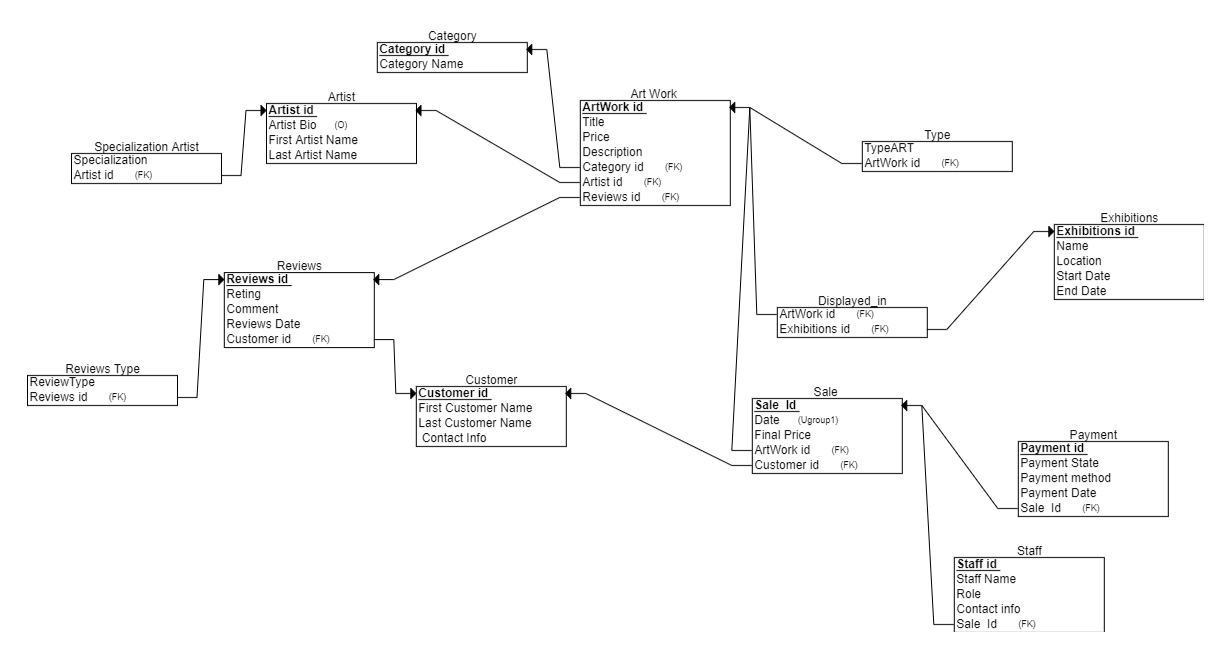 Category
Category id
Category Name
Artist
Artist id
Artist Bio (O)
First Artist Name
Last Artist Name
Art Work
ArtWork id
Title
Price
Description
Category id (FK)
Artist id (FK)
Reviews id (FK)
Type
TypeART
ArtWork id (FK)
Specialization Artist
Specialization
Artist id (FK)
Exhibitions
Exhibitions id
Name
Location
Start Date
End Date
Reviews
Reviews id
Reting
Comment
Reviews Date
Customer id (FK)
Displayed_in
ArtWork id (FK)
Exhibitions id (FK)
Reviews Type
ReviewType
Reviews id (FK)
Customer
Customer id
First Customer Name
Last Customer Name
Contact Info
Sale
Sale_Id
Date (Ugroup1)
Final Price
ArtWork id (FK)
Customer id (FK)
Payment
Payment id
Payment State
Payment method
Payment Date
Sale_Id (FK)
Staff
Staff id
Staff Name
Role
Contact info
Sale_Id (FK)